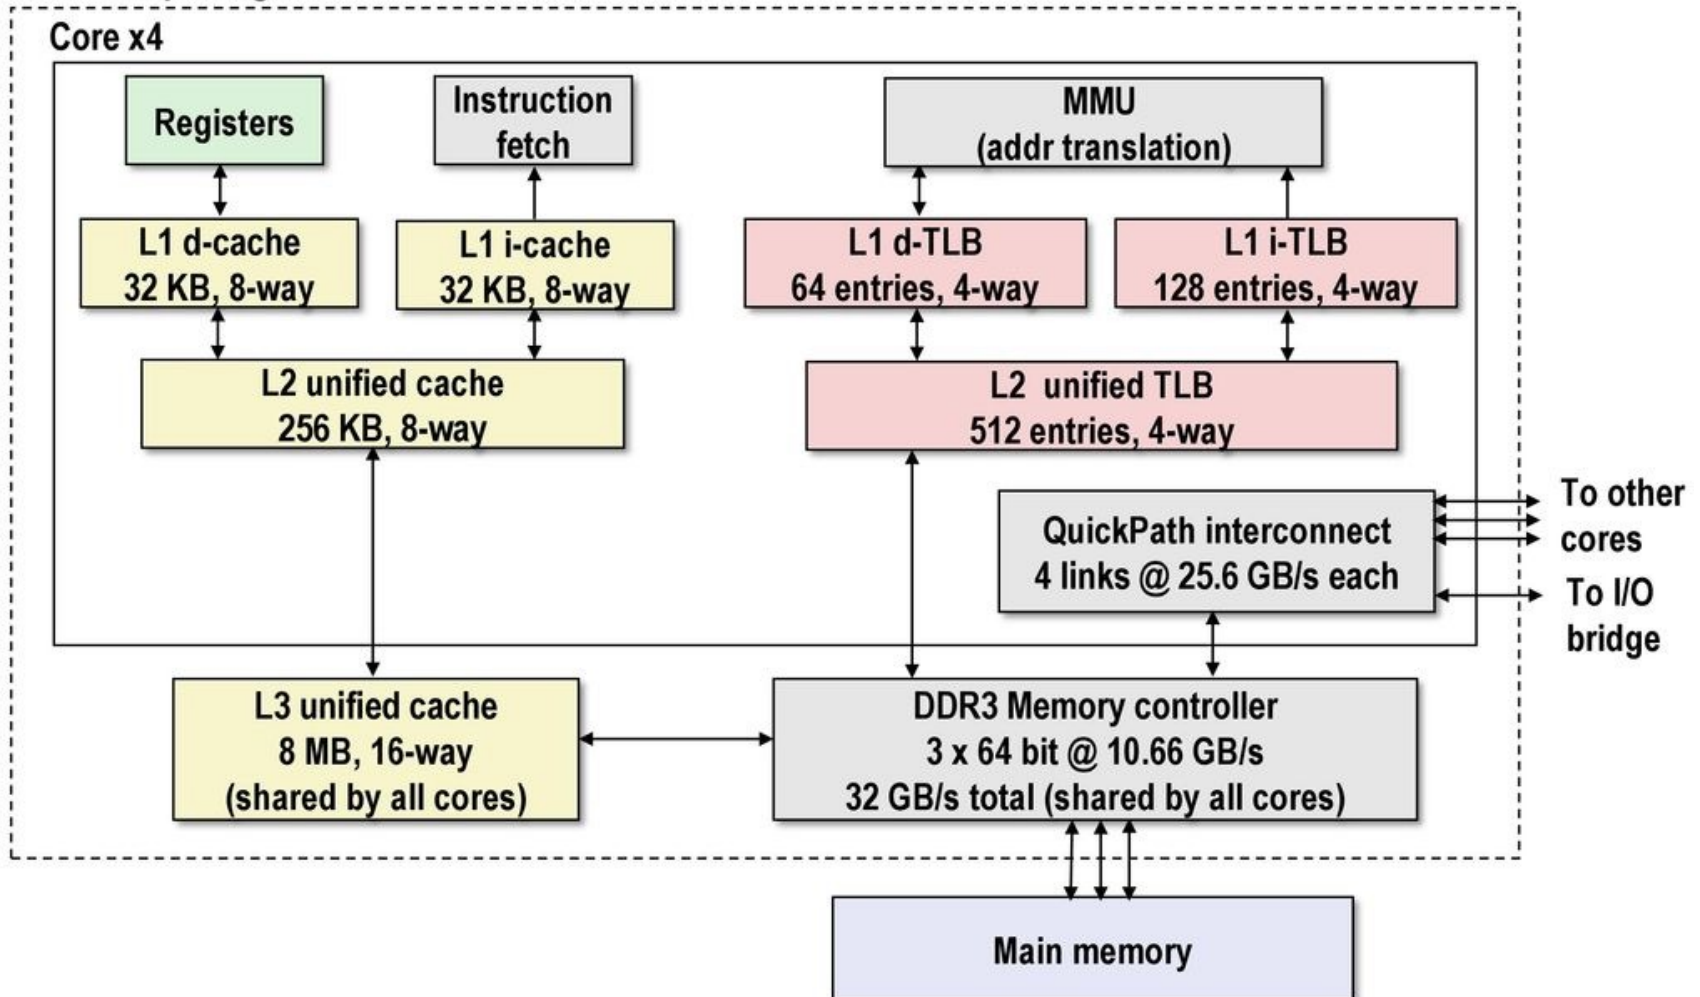 Core x4
Registers
Instruction
fetch
MMU
(addr translation)
L1 d-cache
32 KB, 8-way
L1 i-cache
32 KB, 8-way
L1 d-TLB
64 entries, 4-way
L1 i-TLB
128 entries, 4-way
L2 unified cache
256 KB, 8-way
L2 unified TLB
512 entries, 4-way
QuickPath interconnect
4 links @ 25.6 GB/s each
To other
cores
To I/O
bridge
L3 unified cache
8 MB, 16-way
(shared by all cores)
DDR3 Memory controller
3 x 64 bit @ 10.66 GB/s
32 GB/s total (shared by all cores)
Main memory